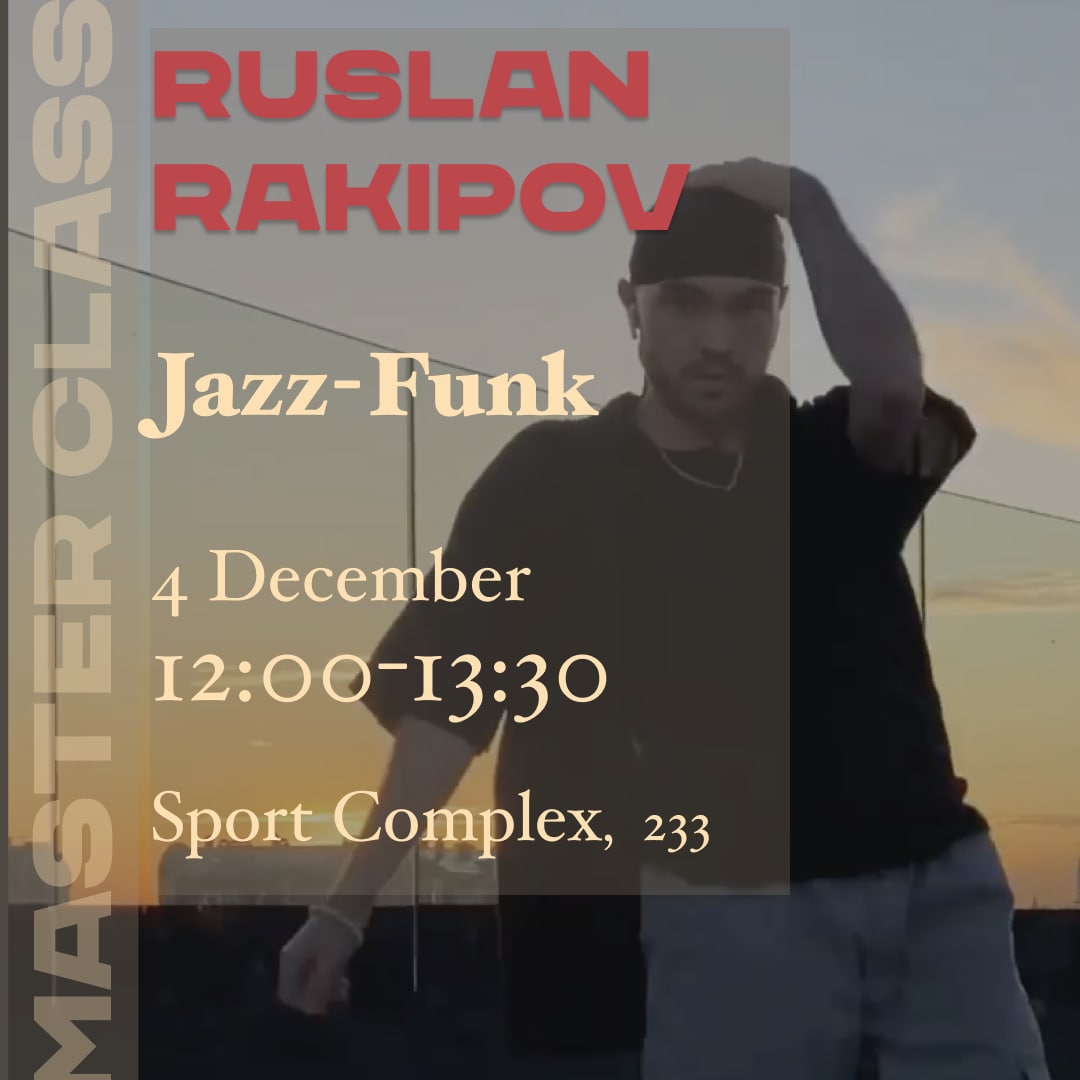 MASTER CLASS
RUSLAN
RAKIPOV
Jazz-Funk
4 December
12:00-13:30
Sport Complex, 233